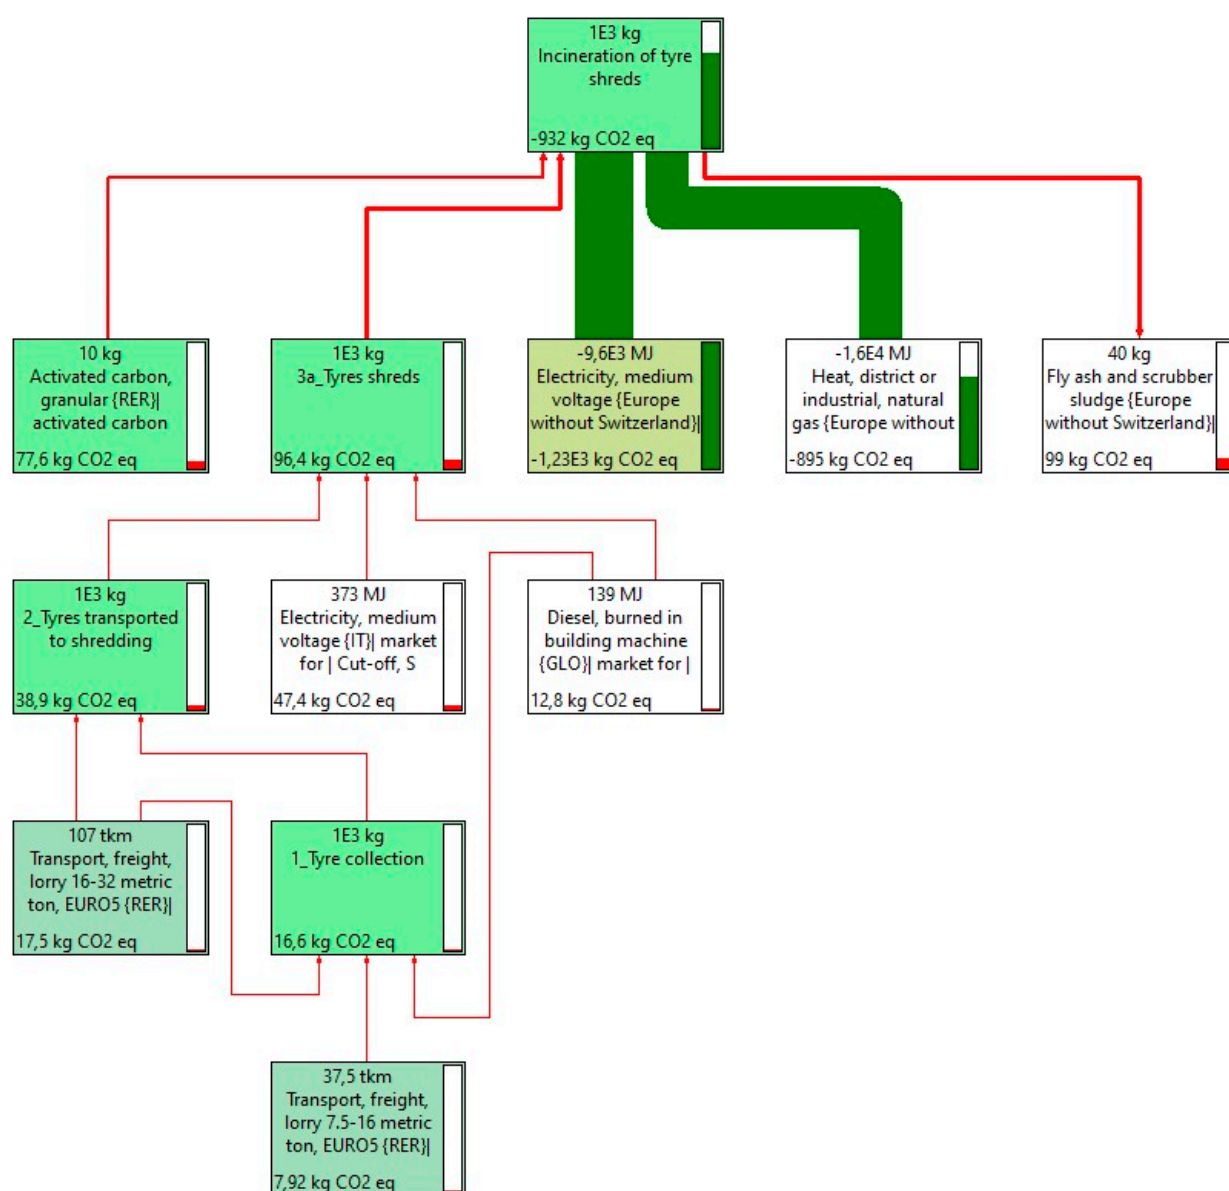 1E3 kg
Incineration of tyre
shreds
-932 kg CO2 eq
10 kg
Activated carbon,
granular {RER}|
activated carbon
77,6 kg CO2 eq
1E3 kg
3a_Tyres shreds
96,4 kg CO2 eq
-9,6E3 MJ
Electricity, medium
voltage {Europe
without Switzerland}|
-1,23E3 kg CO2 eq
-1,6E4 MJ
Heat, district or
industrial, natural
gas {Europe without
-895 kg CO2 eq
40 kg
Fly ash and scrubber
sludge {Europe
without Switzerland}|
99 kg CO2 eq
1E3 kg
2_Tyres transported
to shredding
38,9 kg CO2 eq
373 MJ
Electricity, medium
voltage {IT}| market
for | Cut-off, S
47,4 kg CO2 eq
139 MJ
Diesel, burned in
building machine
{GLO}| market for |
12,8 kg CO2 eq
107 tkm
Transport, freight,
lorry 16-32 metric
ton, EURO5 {RER}|
17,5 kg CO2 eq
1E3 kg
1_Tyre collection
16,6 kg CO2 eq
37,5 tkm
Transport, freight,
lorry 7.5-16 metric
ton, EURO5 {RER}|
7,92 kg CO2 eq